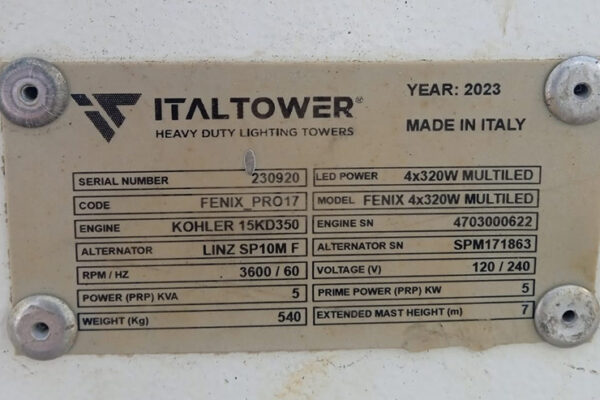 ITALTOWER®
HEAVY DUTY LIGHTING TOWERS
YEAR: 2023
MADE IN ITALY
SERIAL NUMBER 230920 LED POWER 4x320W MULTILED
CODE FENIX_PRO17 MODEL FENIX 4x320W MULTILED
ENGINE KOHLER 15KD350 ENGINE SN 4703000622
ALTERNATOR LINZ SP10M F ALTERNATOR SN SPM171863
RPM / HZ 3600 / 60 VOLTAGE (V) 120 / 240
POWER (PRP) KVA 5 PRIME POWER (PRP) KW 5
WEIGHT (Kg) 540 EXTENDED MAST HEIGHT (m) 7